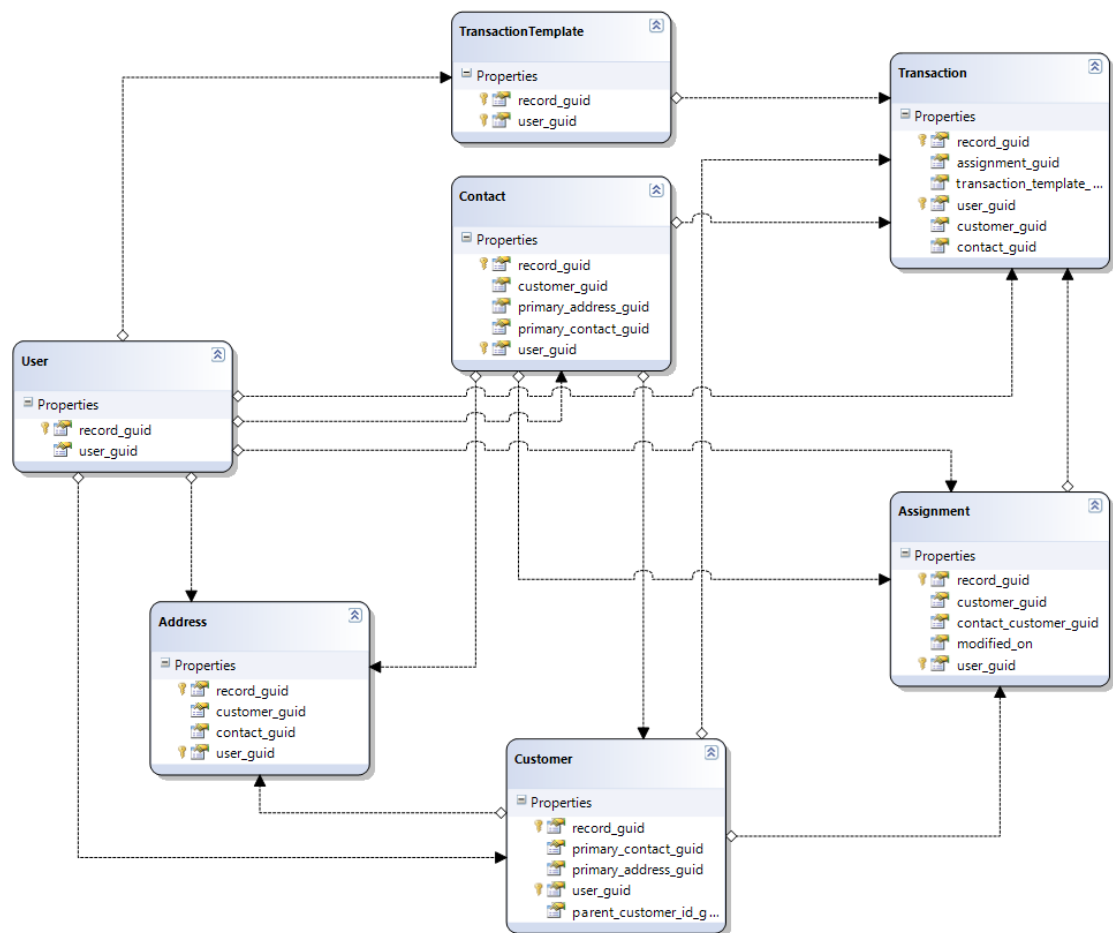 TransactionTemplate
Properties
record_guid
user_guid
Transaction
Properties
record_guid
assignment_guid
transaction_template_...
user_guid
customer_guid
contact_guid
Contact
Properties
record_guid
customer_guid
primary_address_guid
primary_contact_guid
user_guid
User
Properties
record_guid
user_guid
Assignment
Properties
record_guid
customer_guid
contact_customer_guid
modified_on
user_guid
Address
Properties
record_guid
customer_guid
contact_guid
user_guid
Customer
Properties
record_guid
primary_contact_guid
primary_address_guid
user_guid
parent_customer_id_g...